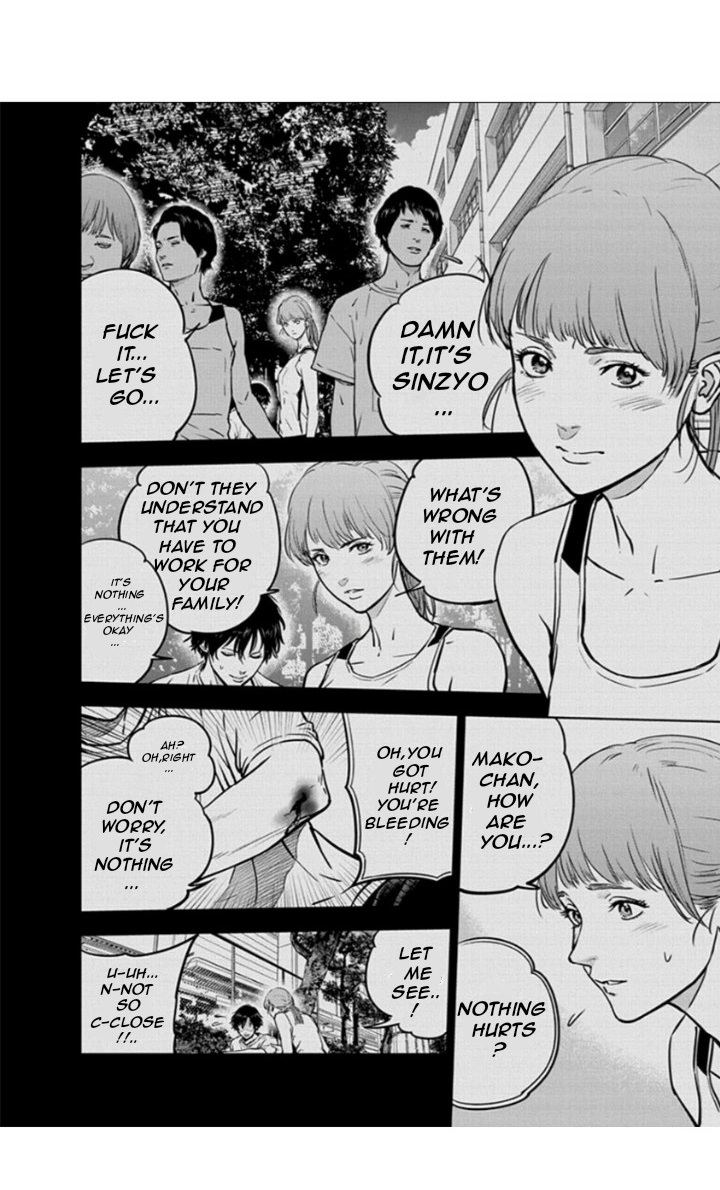 DAMN
IT,IT'S
SINZYO
...
FUCK
IT...
LET'S
GO...
WHAT'S
WRONG
WITH
THEM!
DON'T THEY
UNDERSTAND
THAT YOU
HAVE TO
WORK FOR
YOUR
FAMILY!
IT'S
NOTHING
...
EVERYTHING'S
OKAY
...
MAKO-
CHAN,
HOW
ARE
YOU...?
NOTHING
HURTS
?
OH,YOU
GOT
HURT!
YOU'RE
BLEEDING
!
AH?
OH,RIGHT
...
DON'T
WORRY,
IT'S
NOTHING
...
LET
ME
SEE..
!
U-UH...
N-NOT
SO
C-CLOSE
!!..